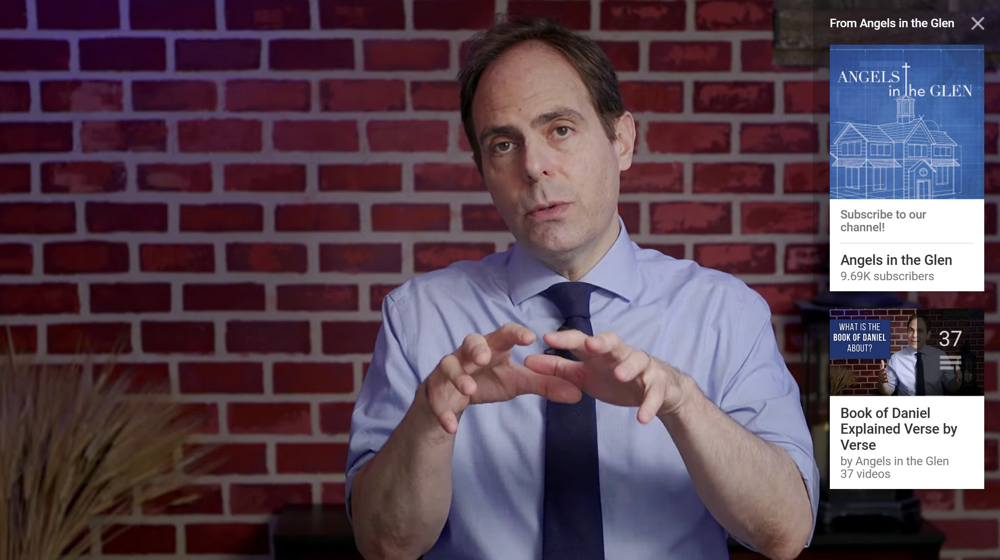 From Angels in the Glen
ANGELS
in the GLEN
Subscribe to our
channel!
Angels in the Glen
9.69K subscribers
WHAT IS THE
BOOK OF DANIEL
ABOUT?
37
Book of Daniel
Explained Verse by
Verse
by Angels in the Glen
37 videos